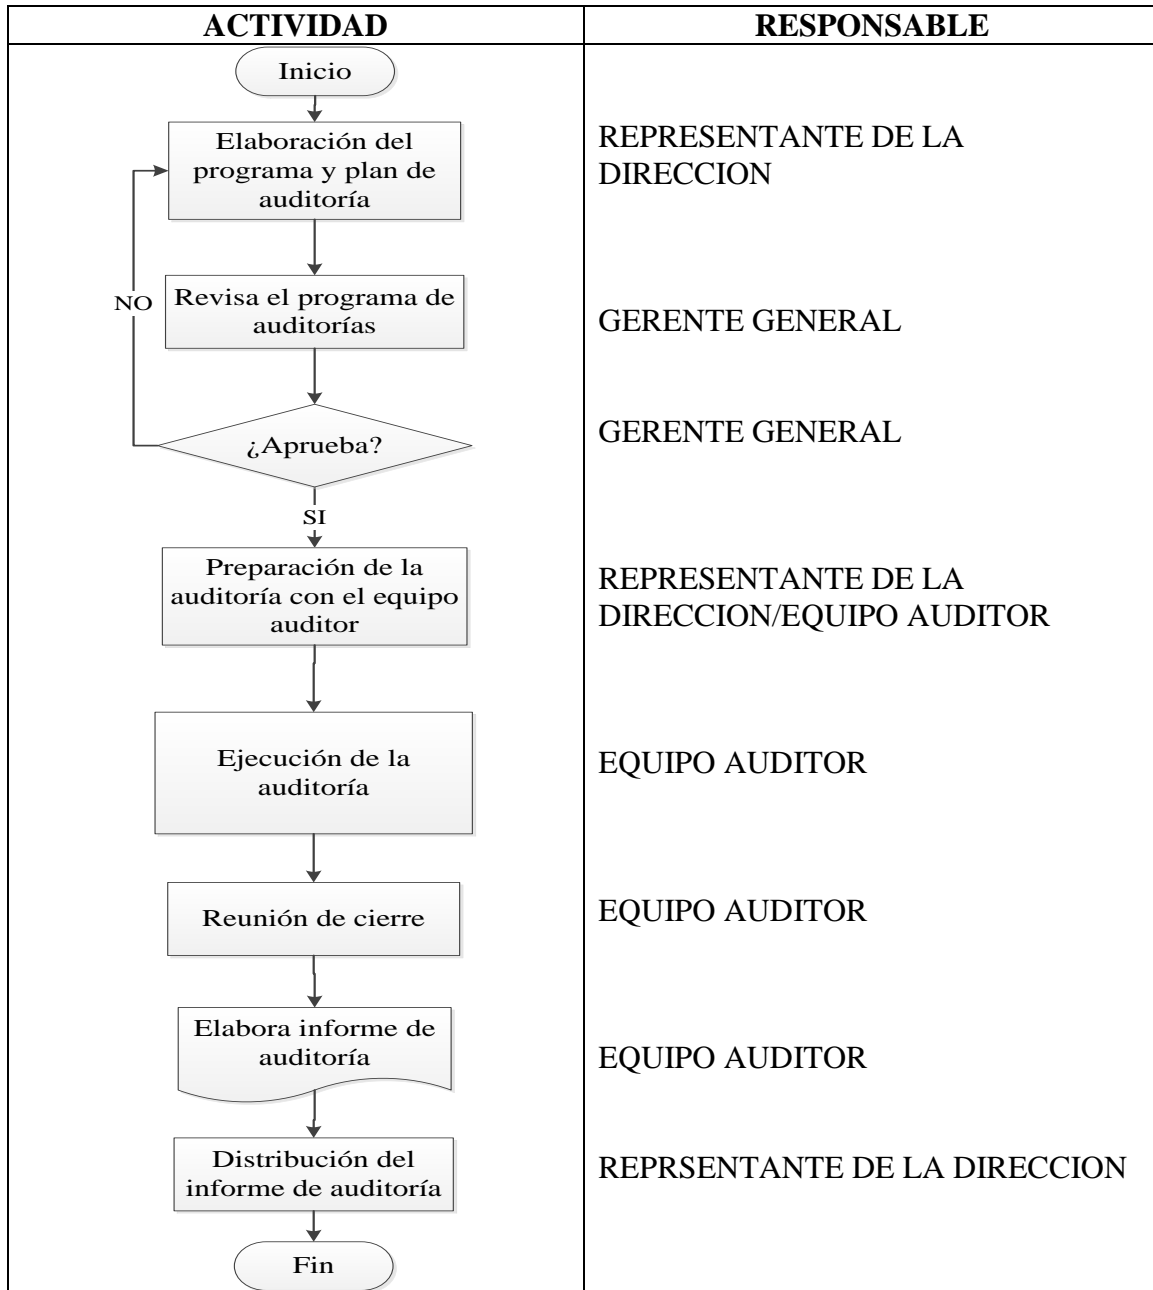 ACTIVIDAD
RESPONSABLE
Inicio
Elaboración del
programa y plan de
auditoría
REPRESENTANTE DE LA
DIRECCION
NO
Revisa el programa de
auditorías
GERENTE GENERAL
¿Aprueba?
GERENTE GENERAL
SI
Preparación de la
auditoría con el equipo
auditor
REPRESENTANTE DE LA
DIRECCION/EQUIPO AUDITOR
Ejecución de la
auditoría
EQUIPO AUDITOR
Reunión de cierre
EQUIPO AUDITOR
Elabora informe de
auditoría
EQUIPO AUDITOR
Distribución del
informe de auditoría
REPRSENTANTE DE LA DIRECCION
Fin